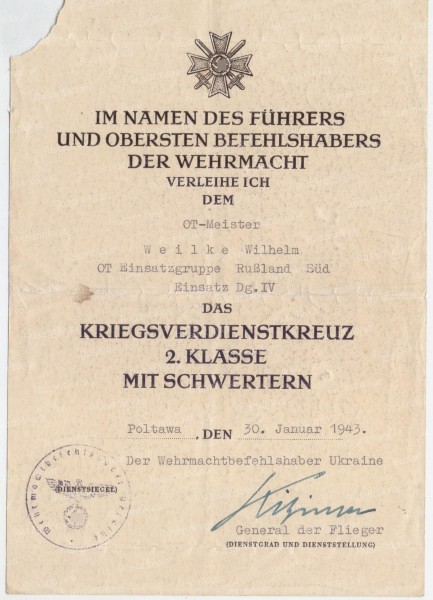 IM NAMEN DES FÜHRERS
UND OBERSTEN BEFEHLSHABERS
DER WEHRMACHT
VERLEIHE ICH
DEM
OT-Meister
Weilke Wilhelm
OT Einsatzgruppe Rußland Süd
Einsatz Dg.IV
DAS
KRIEGSVERDIENSTKREUZ
2. KLASSE
MIT SCHWERTERN
Poltawa, DEN 30. Januar 1943.
Der Wehrmachtbefehlshaber Ukraine
Wehrmachtbefehlshaber Ukraine
(DIENSTSIEGEL)
General der Flieger
(DIENSTGRAD UND DIENSTSTELLUNG)